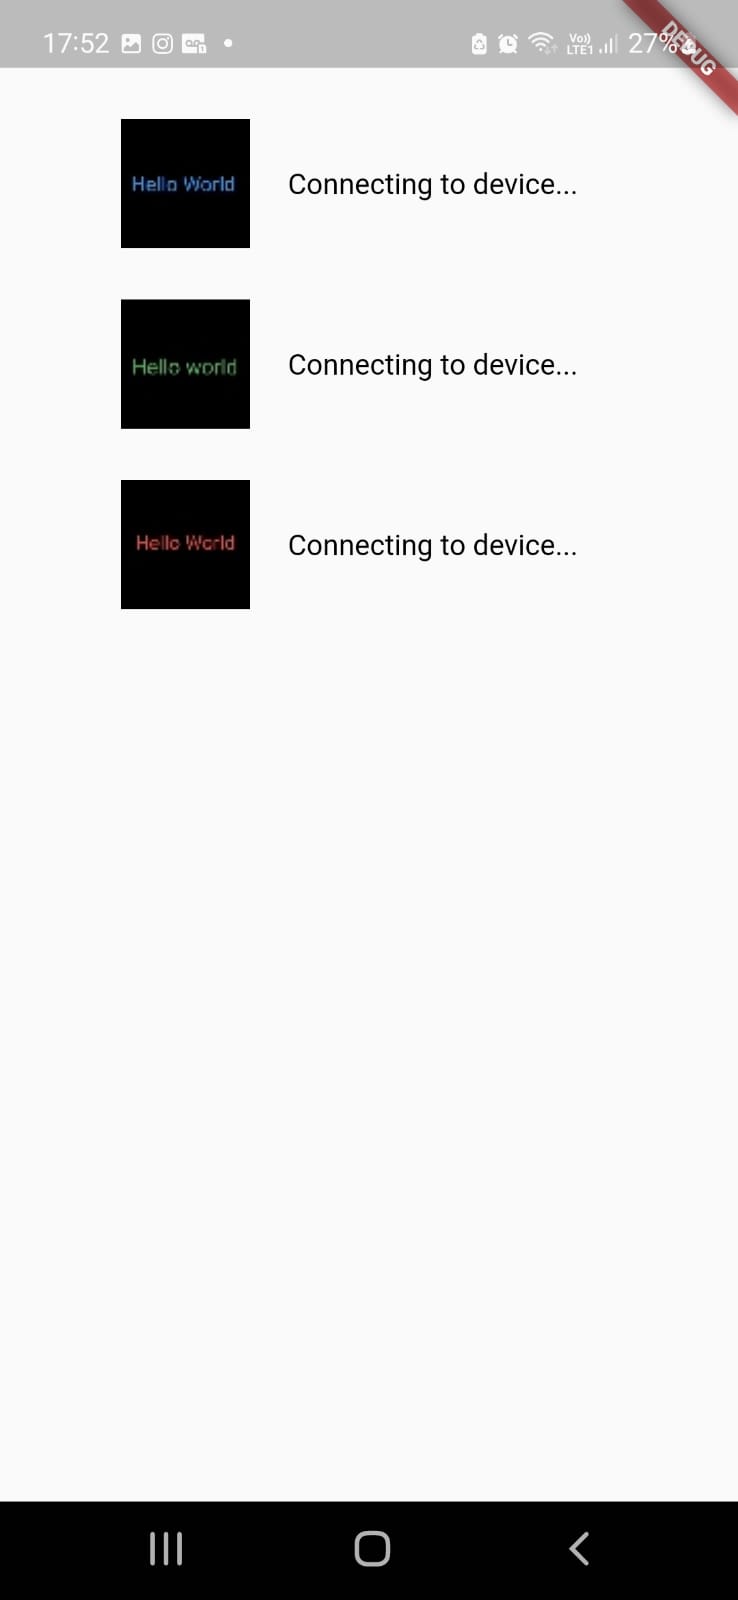 17:52
Vo))
LTE1
27%
DEBUG
Hello World
Connecting to device...
Hello world
Connecting to device...
Hello World
Connecting to device...